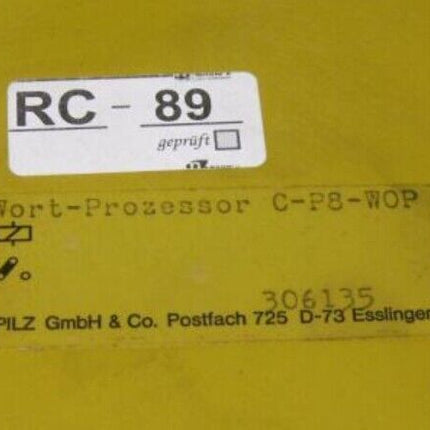 RC - 89
geprüft
Wort-Prozessor C-P8-WOP
306135
PILZ GmbH & Co. Postfach 725 D-73 Esslingen